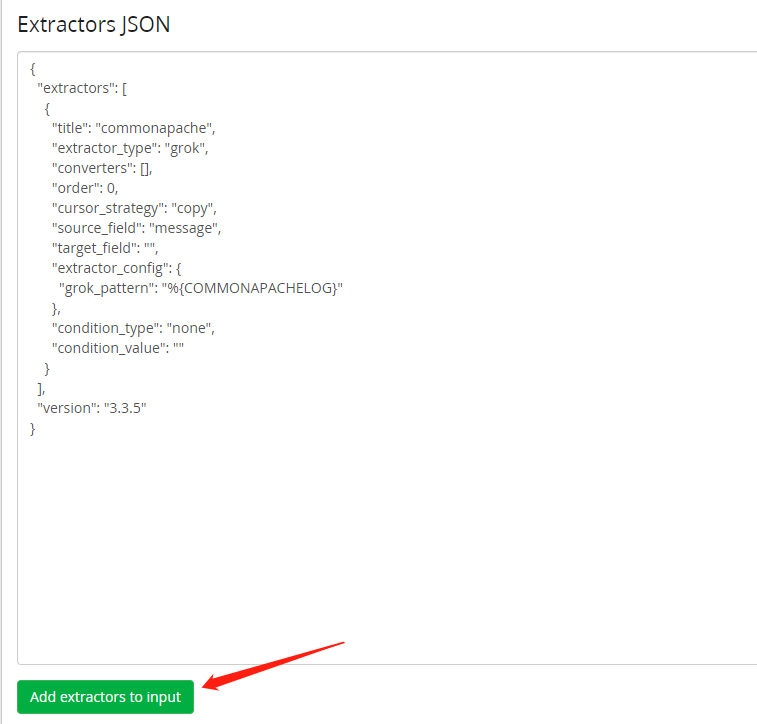 Extractors JSON
{
"extractors": [
{
"title": "commonapache",
"extractor_type": "grok",
"converters": [],
"order": 0,
"cursor_strategy": "copy",
"source_field": "message",
"target_field": "",
"extractor_config": {
"grok_pattern": "%{COMMONAPACHELOG}"
},
"condition_type": "none",
"condition_value": ""
}
],
"version": "3.3.5"
}
Add extractors to input